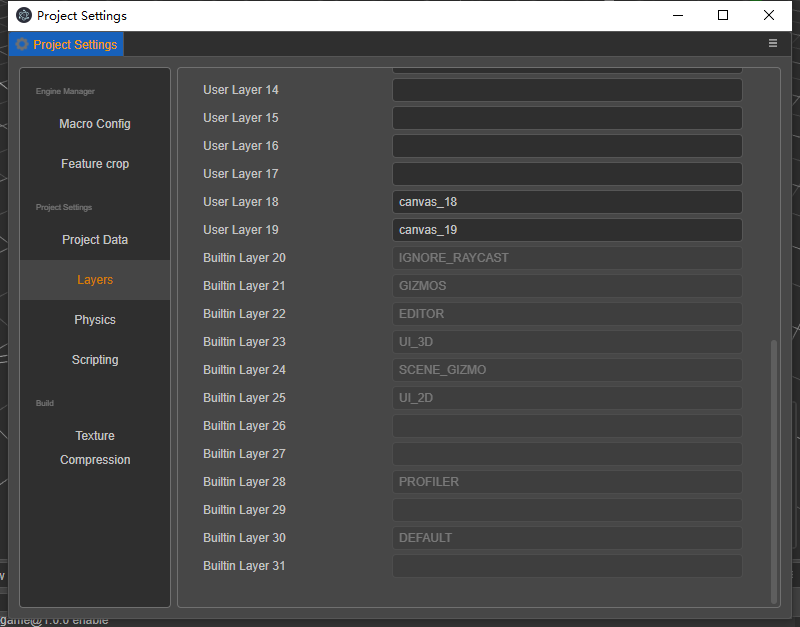 Project Settings
Project Settings
Engine Manager
Macro Config
Feature crop
Project Settings
Project Data
Layers
Physics
Scripting
Build
Texture
Compression
User Layer 14
User Layer 15
User Layer 16
User Layer 17
User Layer 18 canvas_18
User Layer 19 canvas_19
Builtin Layer 20 IGNORE_RAYCAST
Builtin Layer 21 GIZMOS
Builtin Layer 22 EDITOR
Builtin Layer 23 UI_3D
Builtin Layer 24 SCENE_GIZMO
Builtin Layer 25 UI_2D
Builtin Layer 26
Builtin Layer 27
Builtin Layer 28 PROFILER
Builtin Layer 29
Builtin Layer 30 DEFAULT
Builtin Layer 31
game@1.0.0 enable